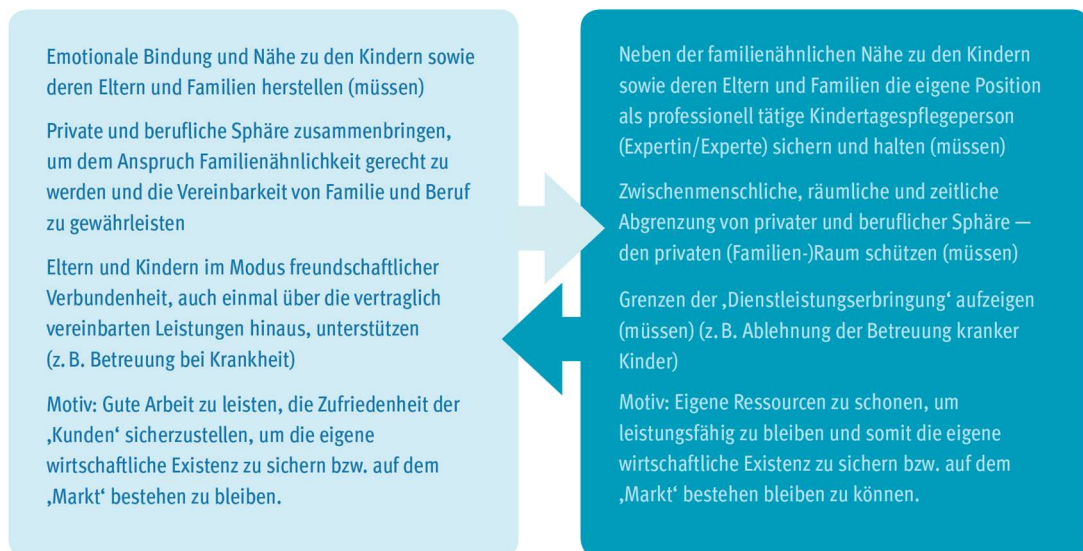 Emotionale Bindung und Nähe zu den Kindern sowie
deren Eltern und Familien herstellen (müssen)
Private und berufliche Sphäre zusammenbringen,
um dem Anspruch Familienähnlichkeit gerecht zu
werden und die Vereinbarkeit von Familie und Beruf
zu gewährleisten
Eltern und Kindern im Modus freundschaftlicher
Verbundenheit, auch einmal über die vertraglich
vereinbarten Leistungen hinaus, unterstützen
(z. B. Betreuung bei Krankheit)
Motiv: Gute Arbeit zu leisten, die Zufriedenheit der
‚Kunden‘ sicherzustellen, um die eigene
wirtschaftliche Existenz zu sichern bzw. auf dem
‚Markt‘ bestehen zu bleiben.
Neben der familienähnlichen Nähe zu den Kindern
sowie deren Eltern und Familien die eigene Position
als professionell tätige Kindertagespflegeperson
(Expertin/Experte) sichern und halten (müssen)
Zwischenmenschliche, räumliche und zeitliche
Abgrenzung von privater und beruflicher Sphäre —
den privaten (Familien-)Raum schützen (müssen)
Grenzen der ‚Dienstleistungserbringung‘ aufzeigen
(müssen) (z. B. Ablehnung der Betreuung kranker
Kinder)
Motiv: Eigene Ressourcen zu schonen, um
leistungsfähig zu bleiben und somit die eigene
wirtschaftliche Existenz zu sichern bzw. auf dem
‚Markt‘ bestehen bleiben zu können.